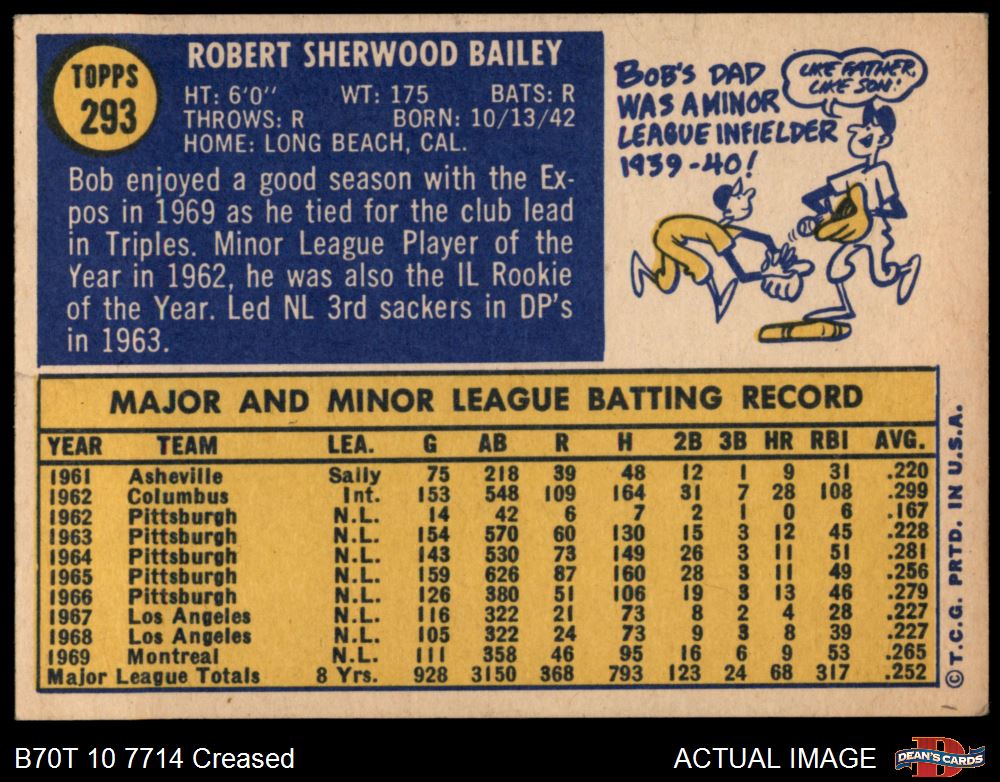 TOPPS
293
ROBERT SHERWOOD BAILEY
HT: 6'0'' WT: 175 BATS: R
THROWS: R BORN: 10/13/42
HOME: LONG BEACH, CAL.
Bob enjoyed a good season with the Ex-
pos in 1969 as he tied for the club lead
in Triples. Minor League Player of the
Year in 1962, he was also the IL Rookie
of the Year. Led NL 3rd sackers in DP's
in 1963.
BOB'S DAD
WAS A MINOR
LEAGUE INFIELDER
1939-40!
LIKE FATHER,
LIKE SON!
MAJOR AND MINOR LEAGUE BATTING RECORD
YEAR TEAM LEA. G AB R H 2B 3B HR RBI AVG.
1961 Asheville Sally 75 218 39 48 12 1 9 31 .220
1962 Columbus Int. 153 548 109 164 31 7 28 108 .299
1962 Pittsburgh N.L. 14 42 6 7 2 1 0 6 .167
1963 Pittsburgh N.L. 154 570 60 130 15 3 12 45 .228
1964 Pittsburgh N.L. 143 530 73 149 26 3 11 51 .281
1965 Pittsburgh N.L. 159 626 87 160 28 3 11 49 .256
1966 Pittsburgh N.L. 126 380 51 106 19 3 13 46 .279
1967 Los Angeles N.L. 116 322 21 73 8 2 4 28 .227
1968 Los Angeles N.L. 105 322 24 73 9 3 8 39 .227
1969 Montreal N.L. 111 358 46 95 16 6 9 53 .265
Major League Totals 8 Yrs. 928 3150 368 793 123 24 68 317 .252
© T.C.G. PRTD. IN U.S.A.
B70T 10 7714 Creased
ACTUAL IMAGE
D
DEAN'S CARDS